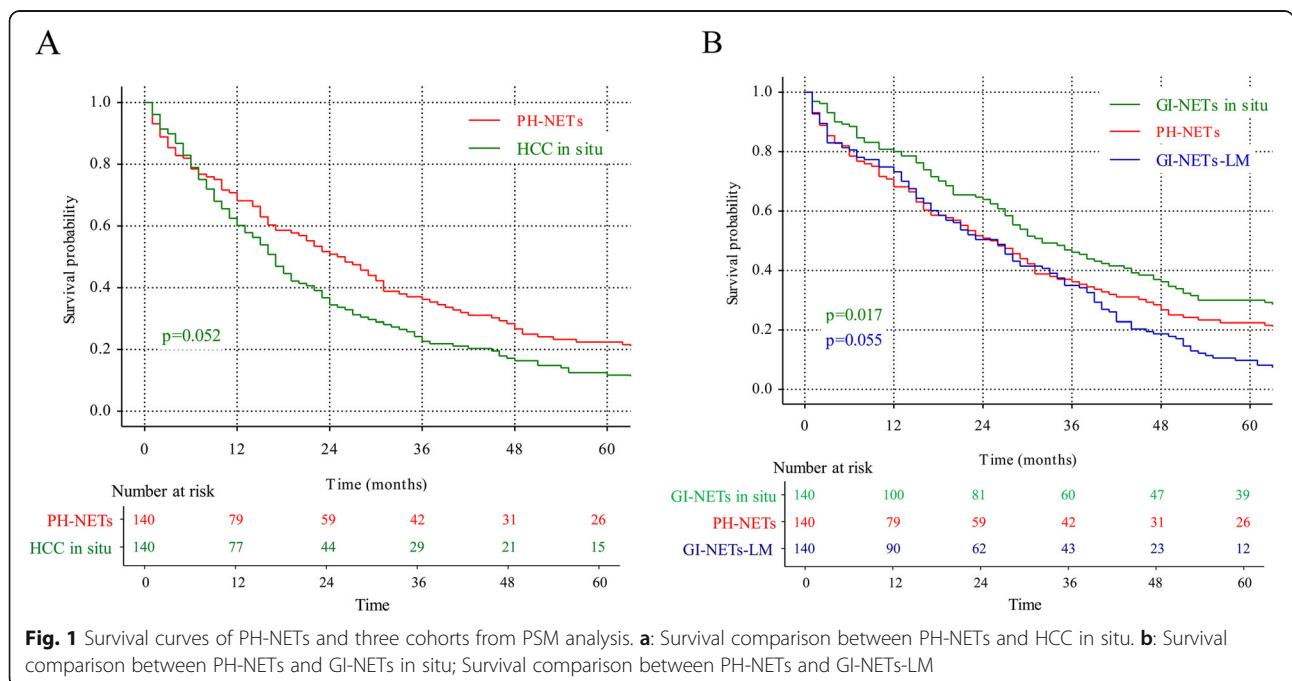 A
1.0
0.8
0.6
0.4
0.2
0.0
Survival probability
PH-NETs
HCC in situ
p=0.052
0 12 24 36 48 60
Time (months)
Number at risk
PH-NETs 140 79 59 42 31 26
HCC in situ 140 77 44 29 21 15
0 12 24 36 48 60
Time
B
1.0
0.8
0.6
0.4
0.2
0.0
Survival probability
GI-NETs in situ
PH-NETs
GI-NETs-LM
p=0.017
p=0.055
0 12 24 36 48 60
Time (months)
Number at risk
GI-NETs in situ 140 100 81 60 47 39
PH-NETs 140 79 59 42 31 26
GI-NETs-LM 140 90 62 43 23 12
0 12 24 36 48 60
Time
Fig. 1 Survival curves of PH-NETs and three cohorts from PSM analysis. a: Survival comparison between PH-NETs and HCC in situ. b: Survival
comparison between PH-NETs and GI-NETs in situ; Survival comparison between PH-NETs and GI-NETs-LM